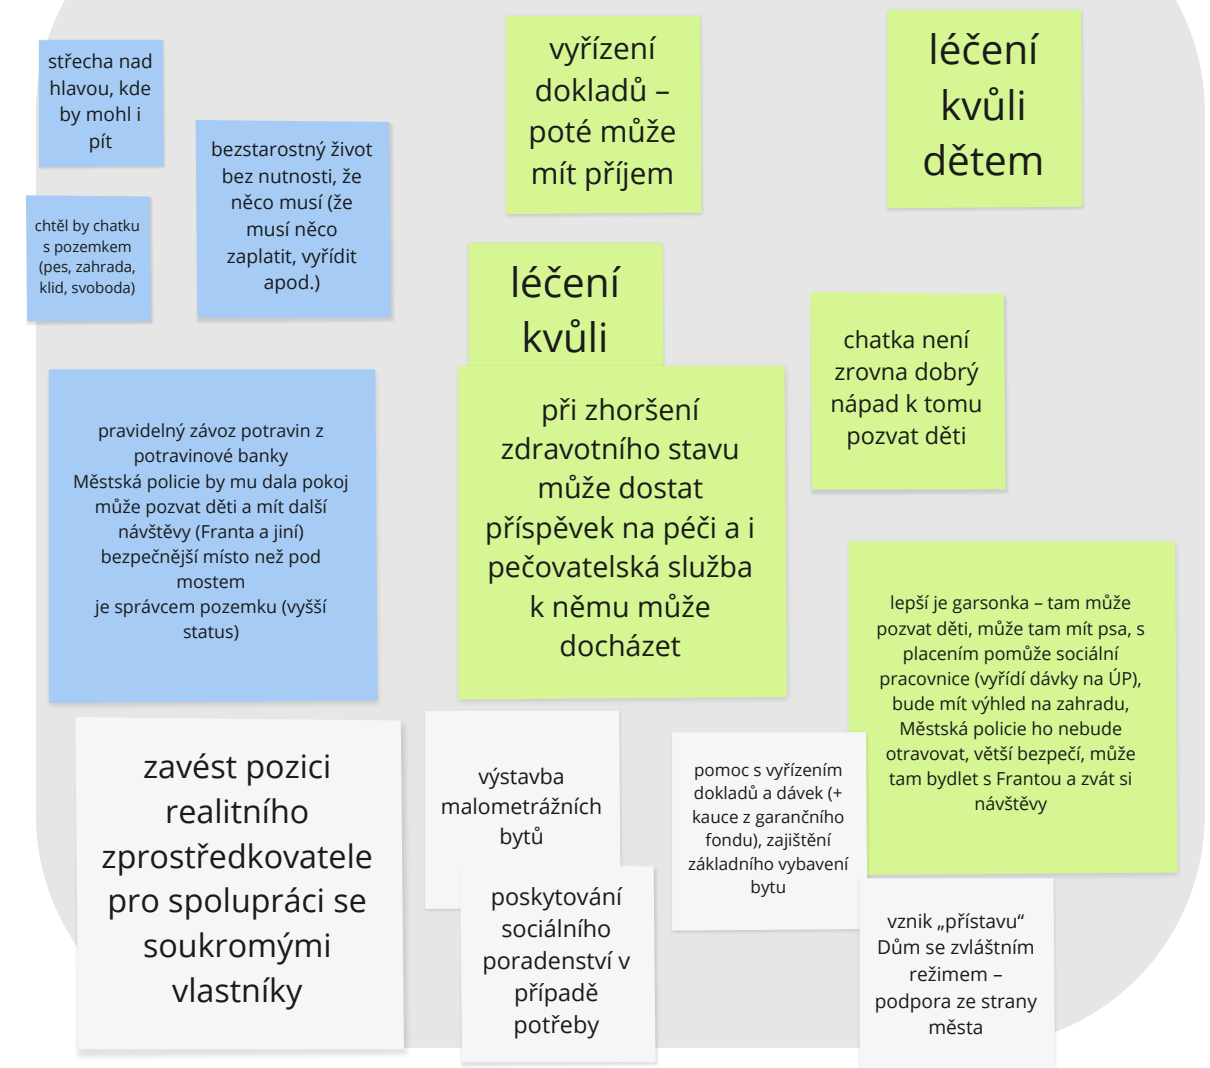 střecha nad
hlavou, kde
by mohl i
pít
bezstarostný život
bez nutnosti, že
něco musí (že
musí něco
zaplatit, vyřídit
apod.)
chtěl by chatku
s pozemkem
(pes, zahrada,
klid, svoboda)
pravidelný závoz potravin z
potravinové banky
Městská policie by mu dala pokoj
může pozvat děti a mít další
návštěvy (Franta a jiní)
bezpečnější místo než pod
mostem
je správcem pozemku (vyšší
status)
vyřízení
dokladů –
poté může
mít příjem
léčení
kvůli
dětem
léčení
kvůli
při zhoršení
zdravotního stavu
může dostat
příspěvek na péči a i
pečovatelská služba
k němu může
docházet
chatka není
zrovna dobrý
nápad k tomu
pozvat děti
lepší je garsonka – tam může
pozvat děti, může tam mít psa, s
placením pomůže sociální
pracovnice (vyřídí dávky na ÚP),
bude mít výhled na zahradu,
Městská policie ho nebude
otravovat, větší bezpečí, může
tam bydlet s Frantou a zvát si
návštěvy
zavést pozici
realitního
zprostředkovatele
pro spolupráci se
soukromými
vlastníky
výstavba
malometrážních
bytů
poskytování
sociálního
poradenství v
případě
potřeby
pomoc s vyřízením
dokladů a dávek (+
kauce z garančního
fondu), zajištění
základního vybavení
bytu
vznik „přístavu“
Dům se zvláštním
režimem –
podpora ze strany
města